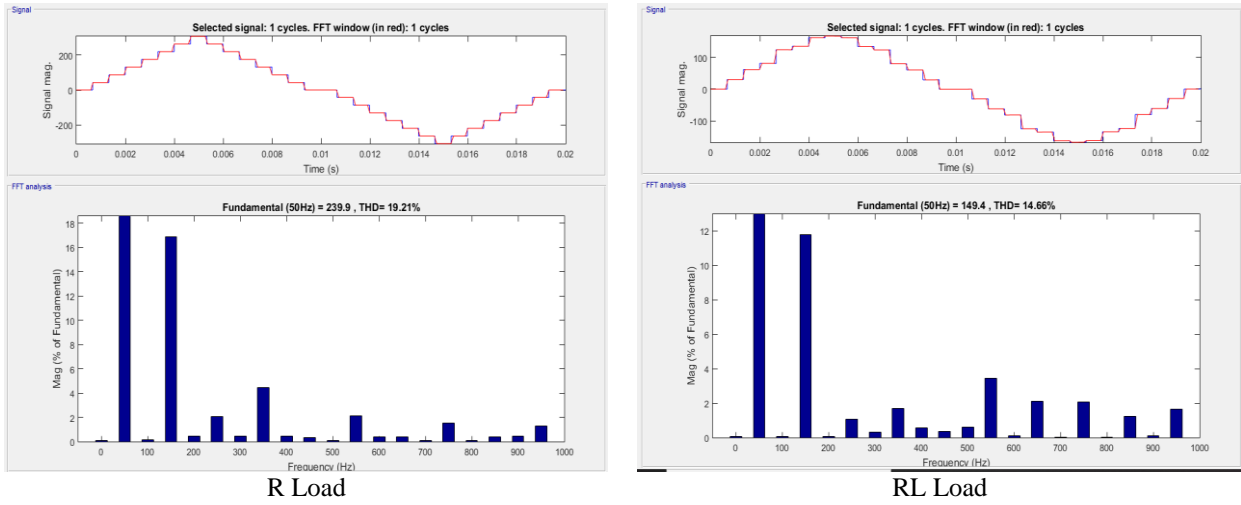 Signal
Selected signal: 1 cycles. FFT window (in red): 1 cycles
200
0
-200
Signal mag.
0 0.002 0.004 0.006 0.008 0.01 0.012 0.014 0.016 0.018 0.02
Time (s)
FFT analysis
Fundamental (50Hz) = 239.9 , THD= 19.21%
18
16
14
12
10
8
6
4
2
0
Mag (% of Fundamental)
0 100 200 300 400 500 600 700 800 900 1000
Frequency (Hz)
R Load
Signal
Selected signal: 1 cycles. FFT window (in red): 1 cycles
100
0
-100
Signal mag.
0 0.002 0.004 0.006 0.008 0.01 0.012 0.014 0.016 0.018 0.02
Time (s)
FFT analysis
Fundamental (50Hz) = 149.4 , THD= 14.66%
12
10
8
6
4
2
0
Mag (% of Fundamental)
0 100 200 300 400 500 600 700 800 900 1000
Frequency (Hz)
RL Load